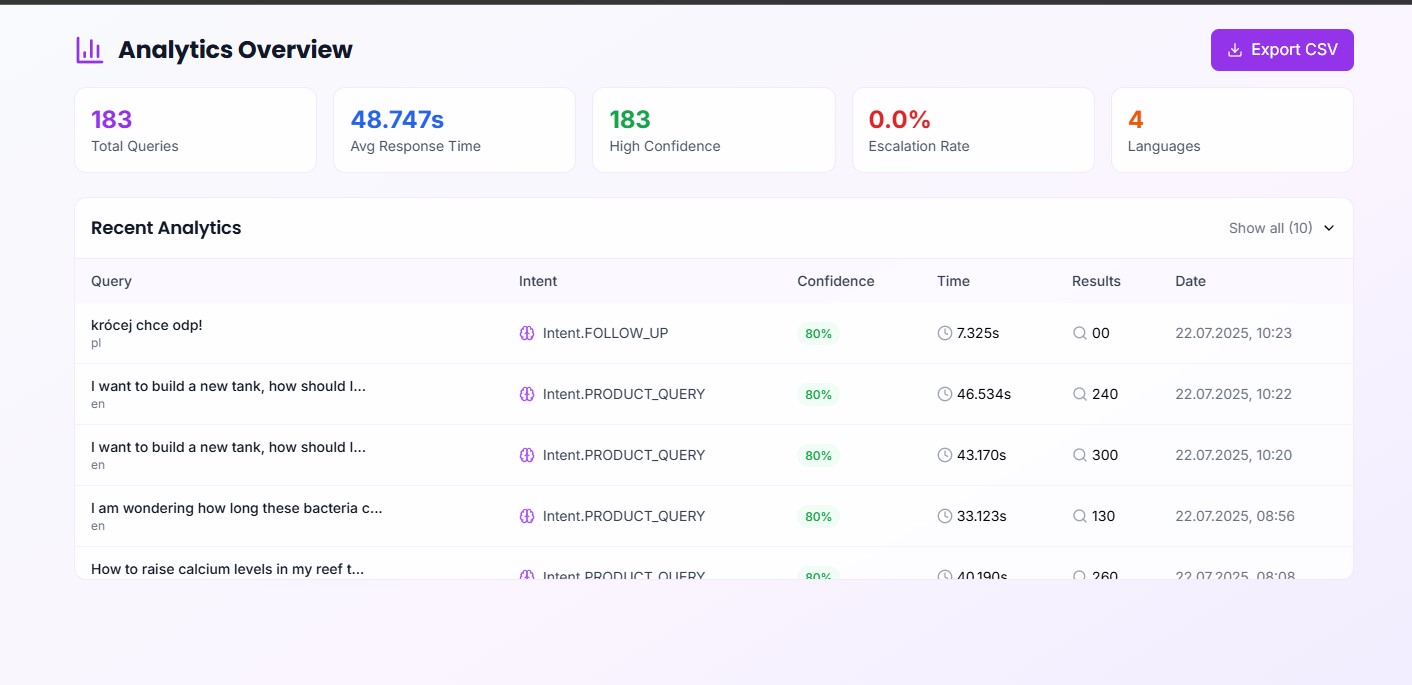 Analytics Overview
Export CSV
183
Total Queries
48.747s
Avg Response Time
183
High Confidence
0.0%
Escalation Rate
4
Languages
Recent Analytics
Show all (10)
Query Intent Confidence Time Results Date
krócej chce odp!
pl
Intent.FOLLOW_UP 80% 7.325s 00 22.07.2025, 10:23
I want to build a new tank, how should I...
en
Intent.PRODUCT_QUERY 80% 46.534s 240 22.07.2025, 10:22
I want to build a new tank, how should I...
en
Intent.PRODUCT_QUERY 80% 43.170s 300 22.07.2025, 10:20
I am wondering how long these bacteria c...
en
Intent.PRODUCT_QUERY 80% 33.123s 130 22.07.2025, 08:56
How to raise calcium levels in my reef t...
Intent.PRODUCT_QUERY 80% 40.190s 260 22.07.2025, 08:08